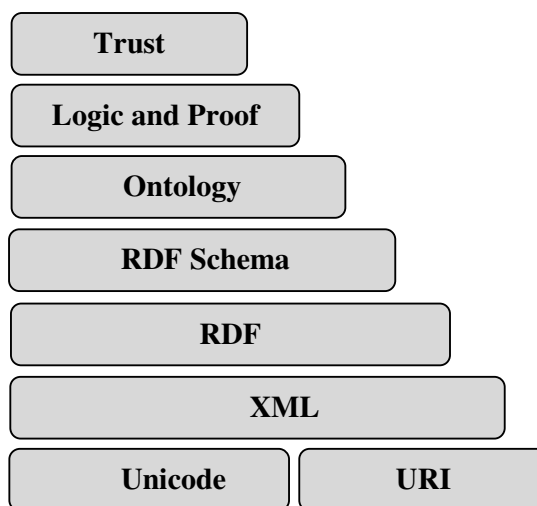 Trust
Logic and Proof
Ontology
RDF Schema
RDF
XML
Unicode URI